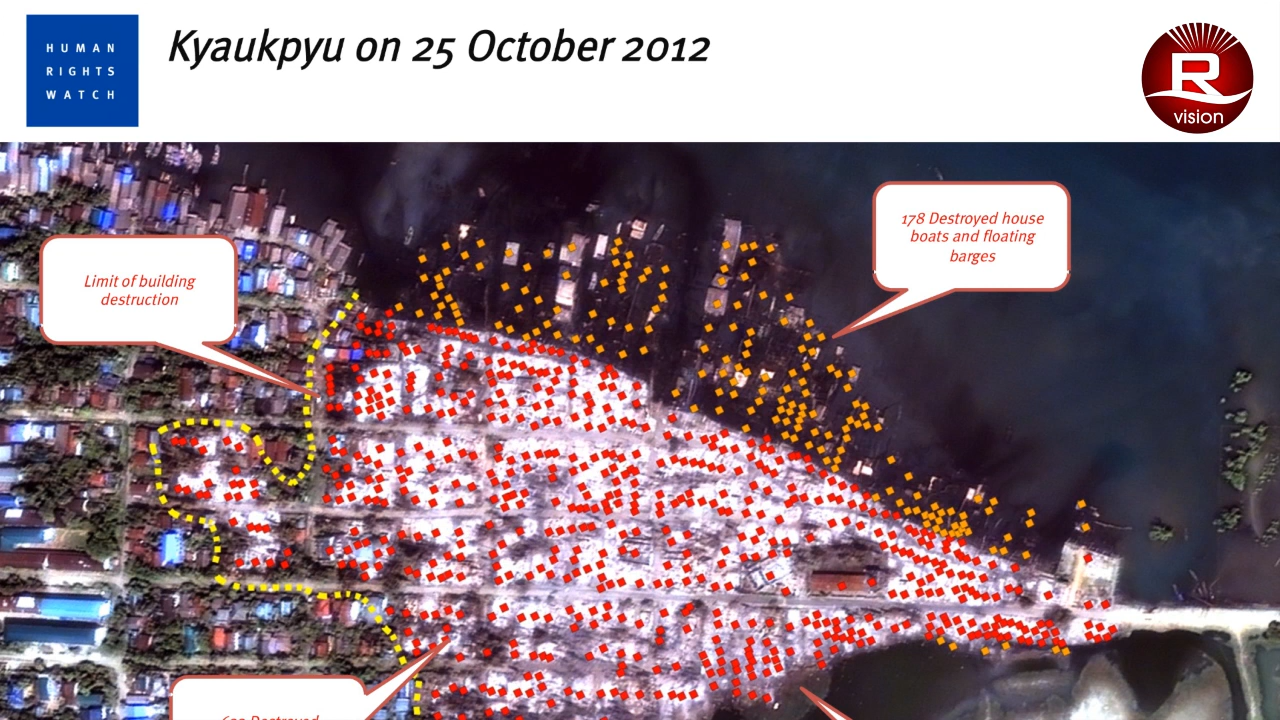 HUMAN
RIGHTS
WATCH
Kyaukpyu on 25 October 2012
R
vision
178 Destroyed house
boats and floating
barges
Limit of building
destruction
Destroyed